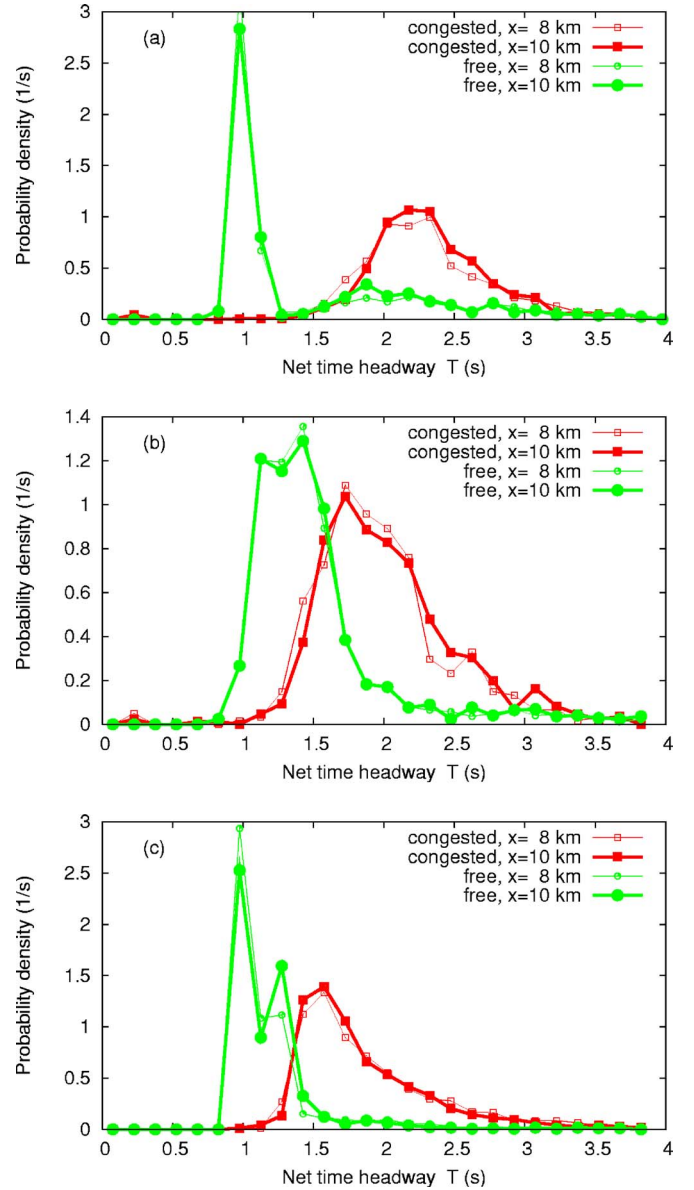 (a)
congested, x= 8 km
congested, x=10 km
free, x= 8 km
free, x=10 km
Probability density (1/s)
3
2.5
2
1.5
1
0.5
0
0 0.5 1 1.5 2 2.5 3 3.5 4
Net time headway T (s)
(b)
congested, x= 8 km
congested, x=10 km
free, x= 8 km
free, x=10 km
Probability density (1/s)
1.4
1.2
1
0.8
0.6
0.4
0.2
0
0 0.5 1 1.5 2 2.5 3 3.5 4
Net time headway T (s)
(c)
congested, x= 8 km
congested, x=10 km
free, x= 8 km
free, x=10 km
Probability density (1/s)
3
2.5
2
1.5
1
0.5
0
0 0.5 1 1.5 2 2.5 3 3.5 4
Net time headway T (s)